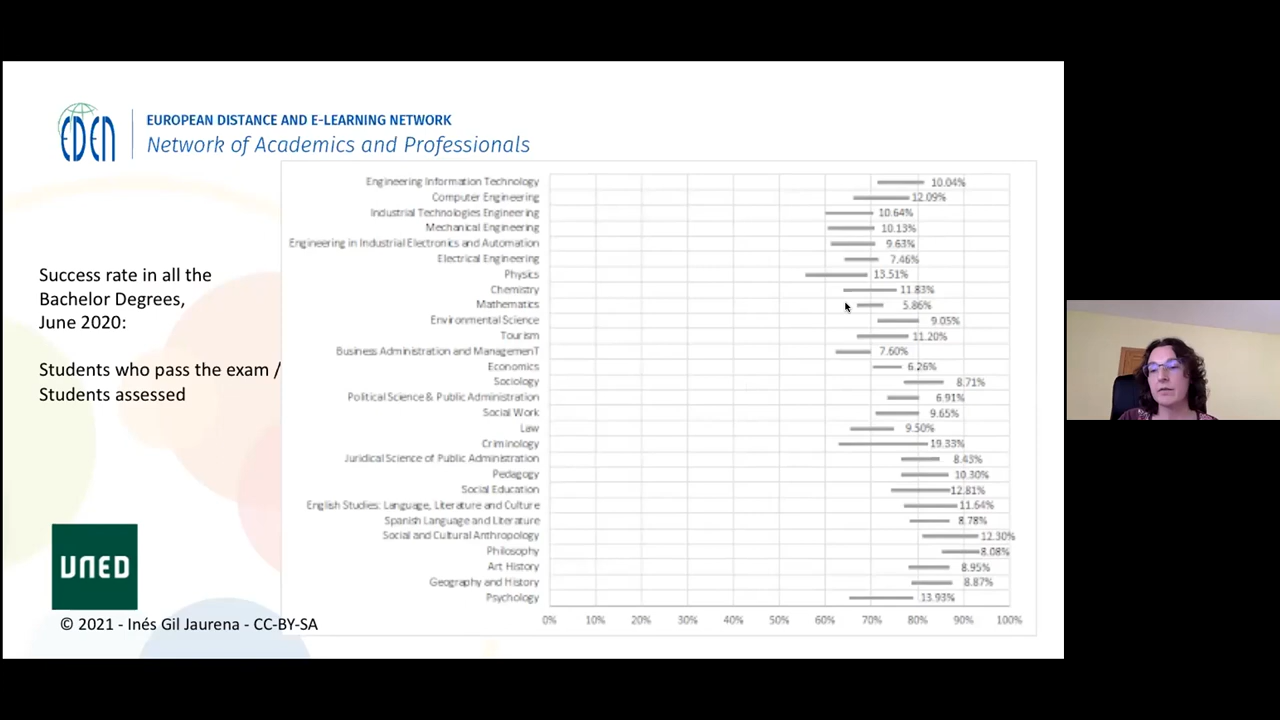 EDEN
EUROPEAN DISTANCE AND E-LEARNING NETWORK
Network of Academics and Professionals
Success rate in all the
Bachelor Degrees,
June 2020:
Students who pass the exam /
Students assessed
Engineering Information Technology 10.04%
Computer Engineering 12.09%
Industrial Technologies Engineering 10.64%
Mechanical Engineering 10.13%
Engineering in Industrial Electronics and Automation 9.63%
Electrical Engineering 7.46%
Physics 13.51%
Chemistry 11.83%
Mathematics 5.86%
Environmental Science 9.05%
Tourism 11.20%
Business Administration and ManagemenT 7.60%
Economics 6.26%
Sociology 8.71%
Political Science & Public Administration 6.91%
Social Work 9.65%
Law 9.50%
Criminology 19.33%
Juridical Science of Public Administration 8.43%
Pedagogy 10.30%
Social Education 12.81%
English Studies: Language, Literature and Culture 11.64%
Spanish Language and Literature 8.78%
Social and Cultural Anthropology 12.30%
Philosophy 8.08%
Art History 8.95%
Geography and History 8.87%
Psychology 13.93%
0% 10% 20% 30% 40% 50% 60% 70% 80% 90% 100%
UNED
© 2021 - Inés Gil Jaurena - CC-BY-SA